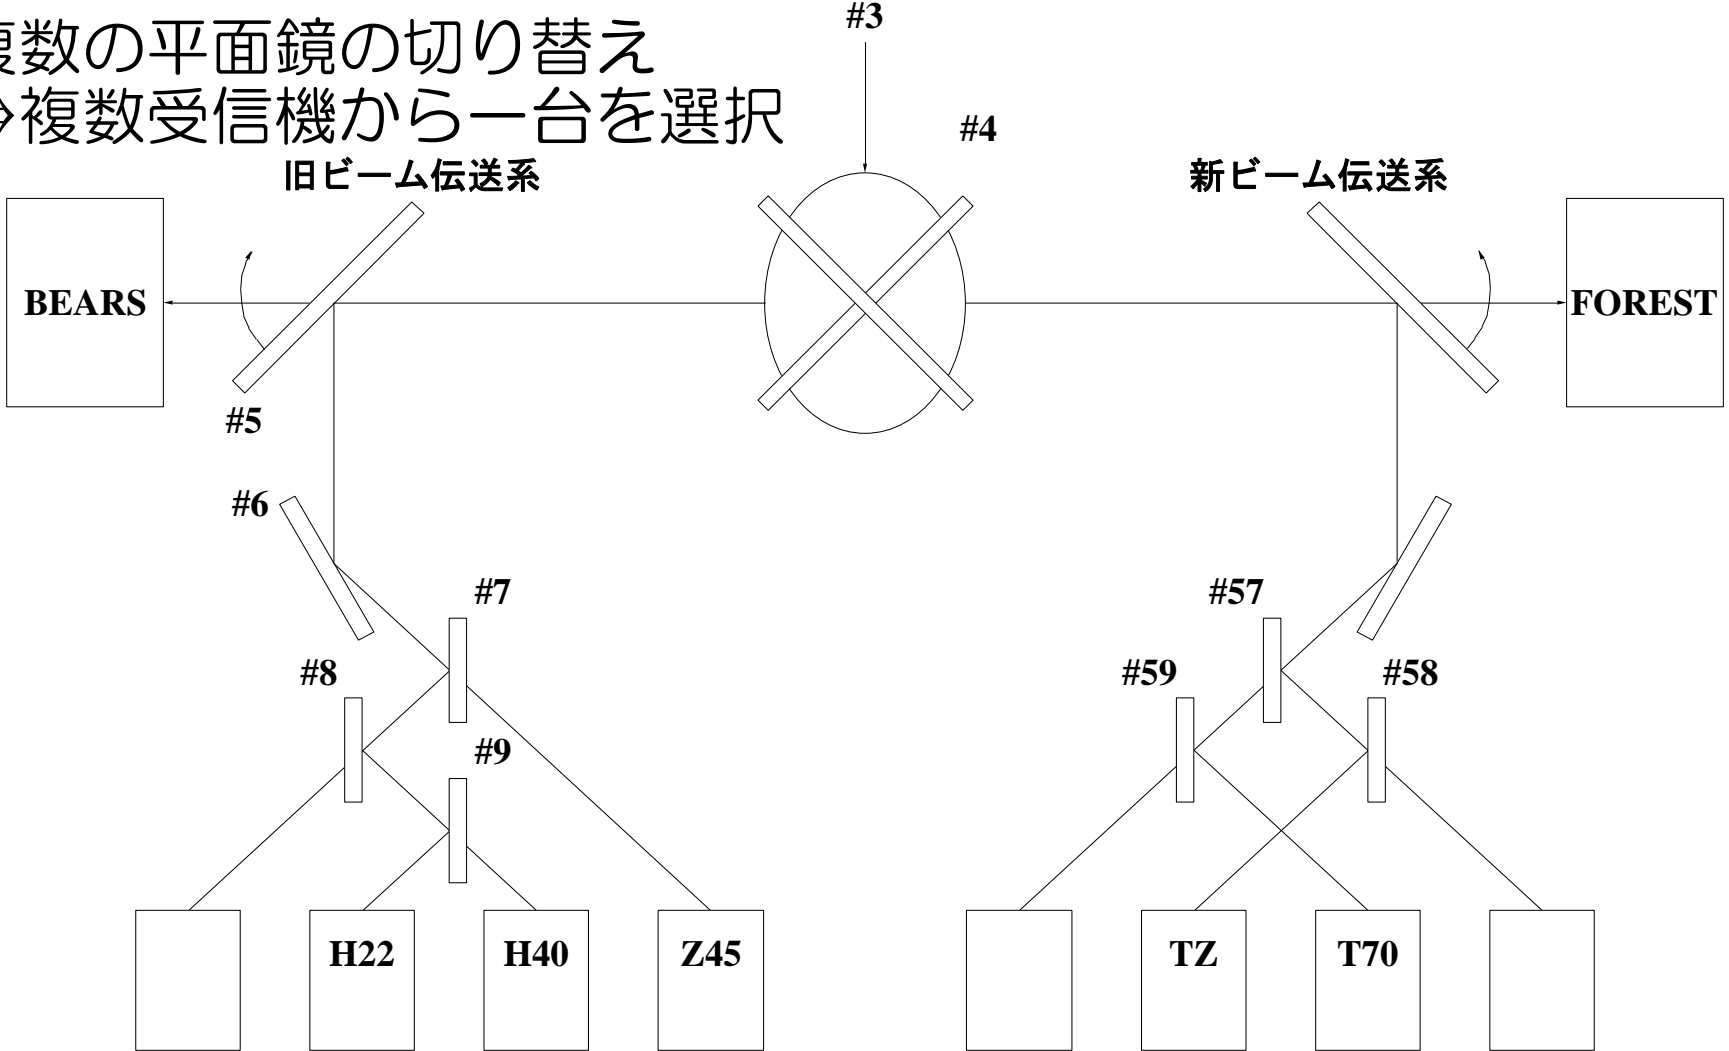 複数の平面鏡の切り替え
⇒複数受信機から一台を選択
#3
#4
旧ビーム伝送系
新ビーム伝送系
BEARS
FOREST
#5
#6
#7
#57
#8
#59
#58
#9
H22
H40
Z45
TZ
T70